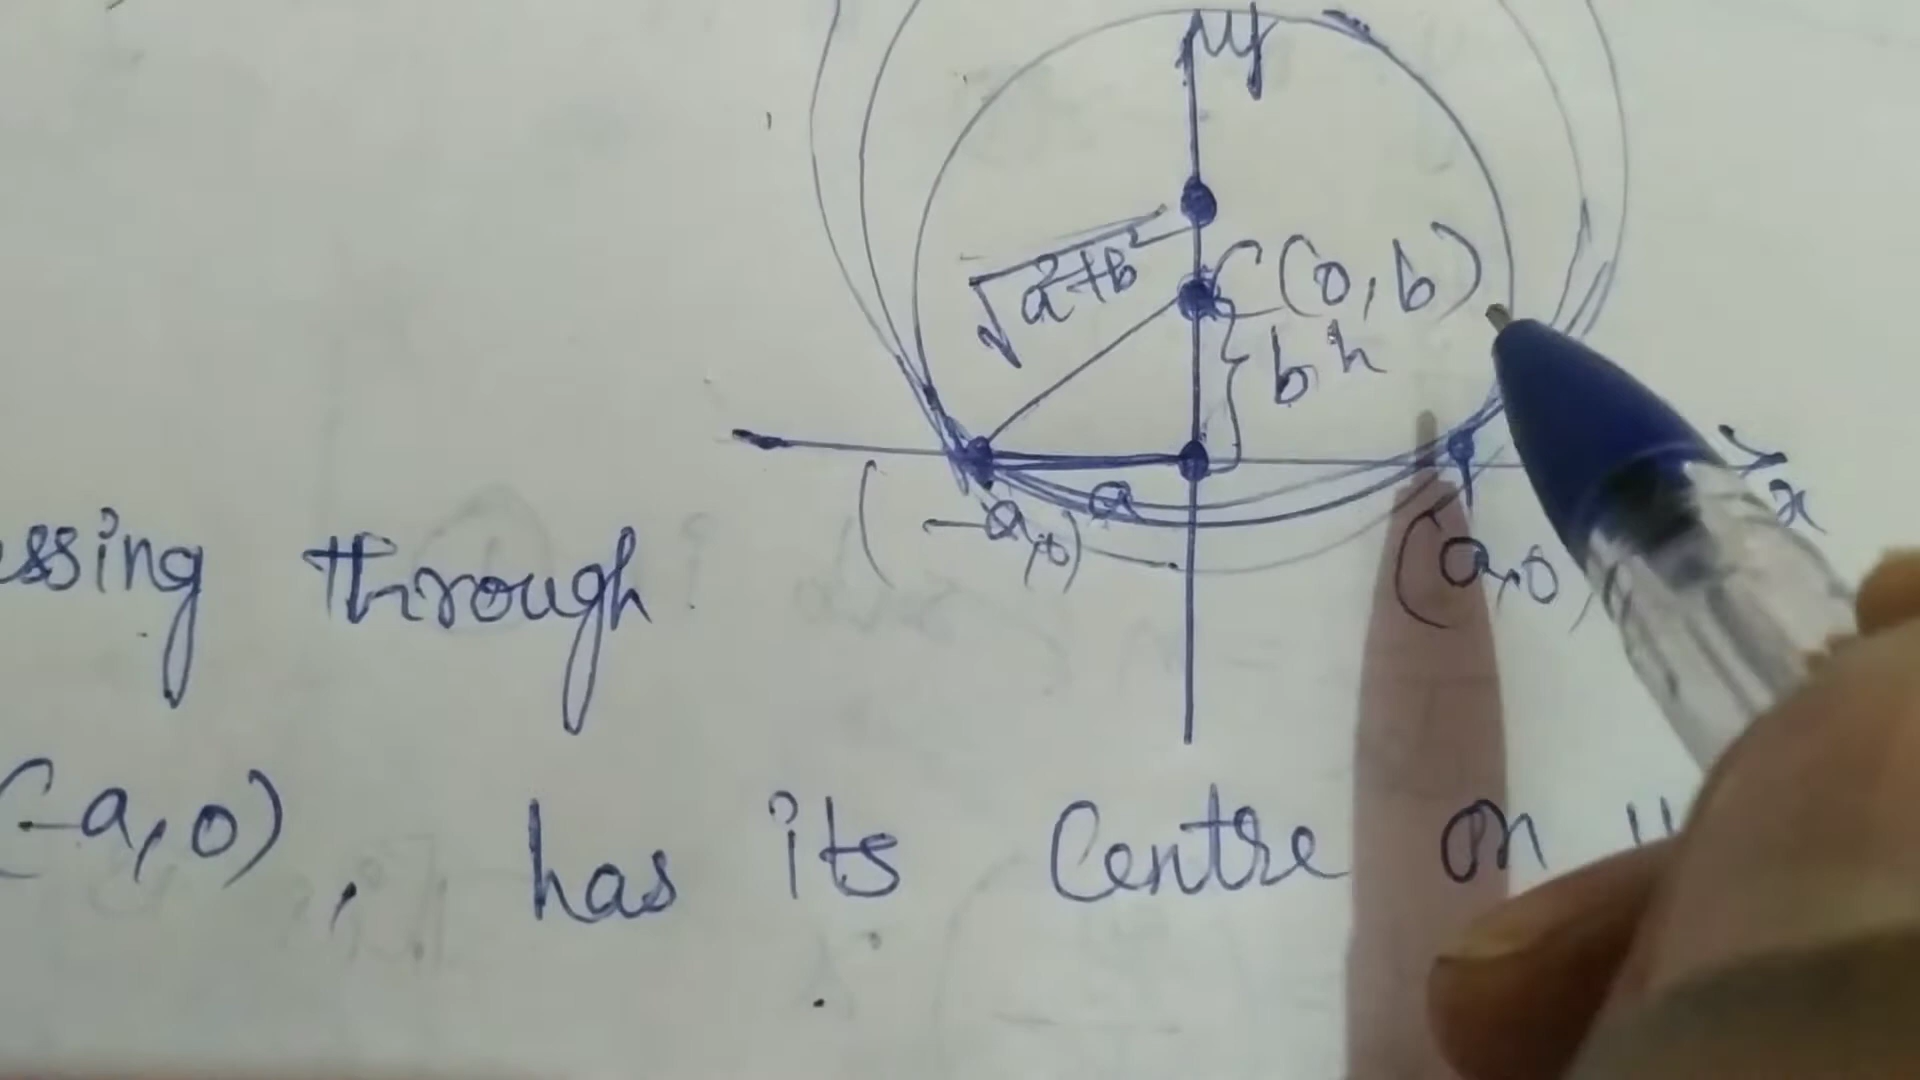 y
√a²+b²
C (0,b)
b h
a
(-a,0)
(a,0)
x
ssing through
(-a,0), has its Centre on